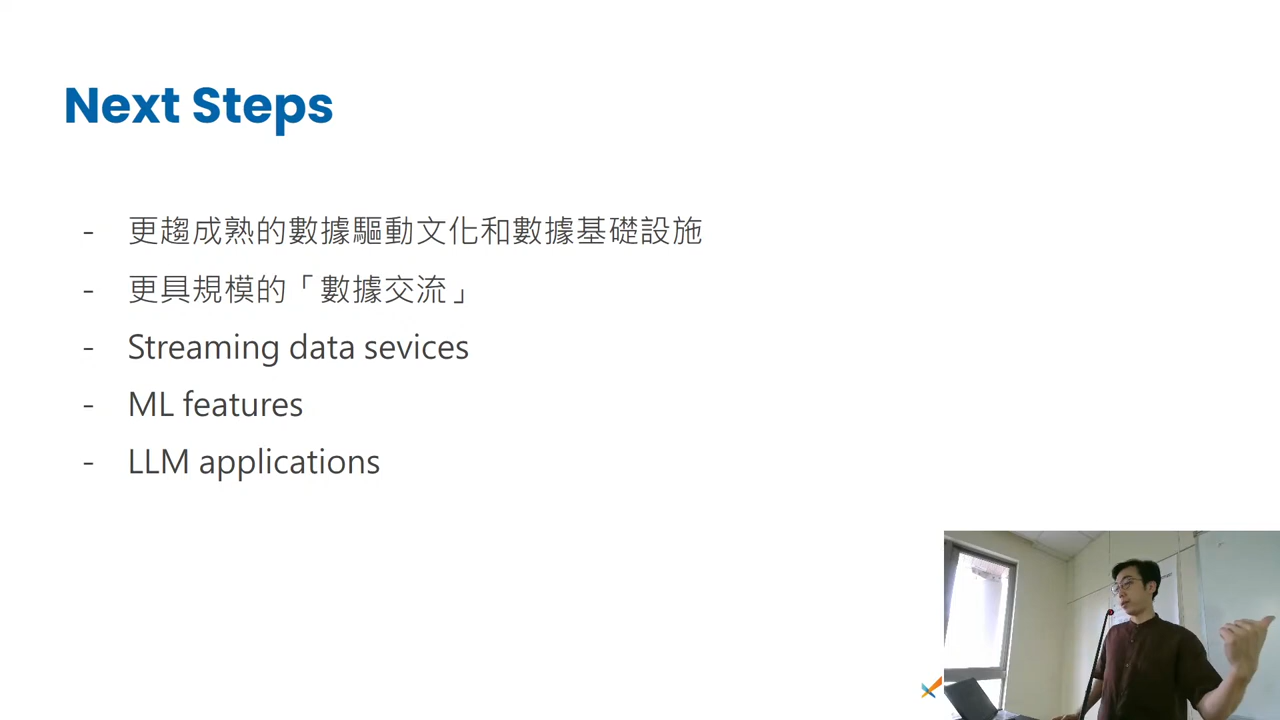 Next Steps
- 更趨成熟的數據驅動文化和數據基礎設施
- 更具規模的「數據交流」
- Streaming data sevices
- ML features
- LLM applications